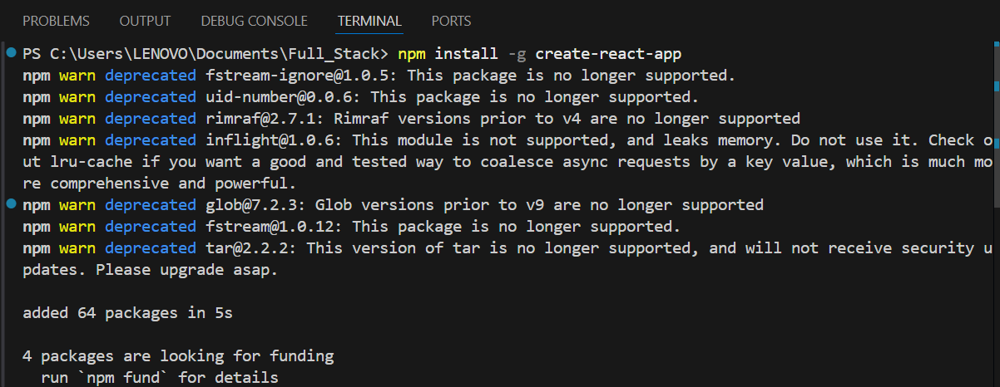 PROBLEMS OUTPUT DEBUG CONSOLE TERMINAL PORTS
PS C:\Users\LENOVO\Documents\Full_Stack> npm install -g create-react-app
npm warn deprecated fstream-ignore@1.0.5: This package is no longer supported.
npm warn deprecated uid-number@0.0.6: This package is no longer supported.
npm warn deprecated rimraf@2.7.1: Rimraf versions prior to v4 are no longer supported
npm warn deprecated inflight@1.0.6: This module is not supported, and leaks memory. Do not use it. Check o
ut lru-cache if you want a good and tested way to coalesce async requests by a key value, which is much mo
re comprehensive and powerful.
npm warn deprecated glob@7.2.3: Glob versions prior to v9 are no longer supported
npm warn deprecated fstream@1.0.12: This package is no longer supported.
npm warn deprecated tar@2.2.2: This version of tar is no longer supported, and will not receive security u
pdates. Please upgrade asap.
added 64 packages in 5s
4 packages are looking for funding
run `npm fund` for details